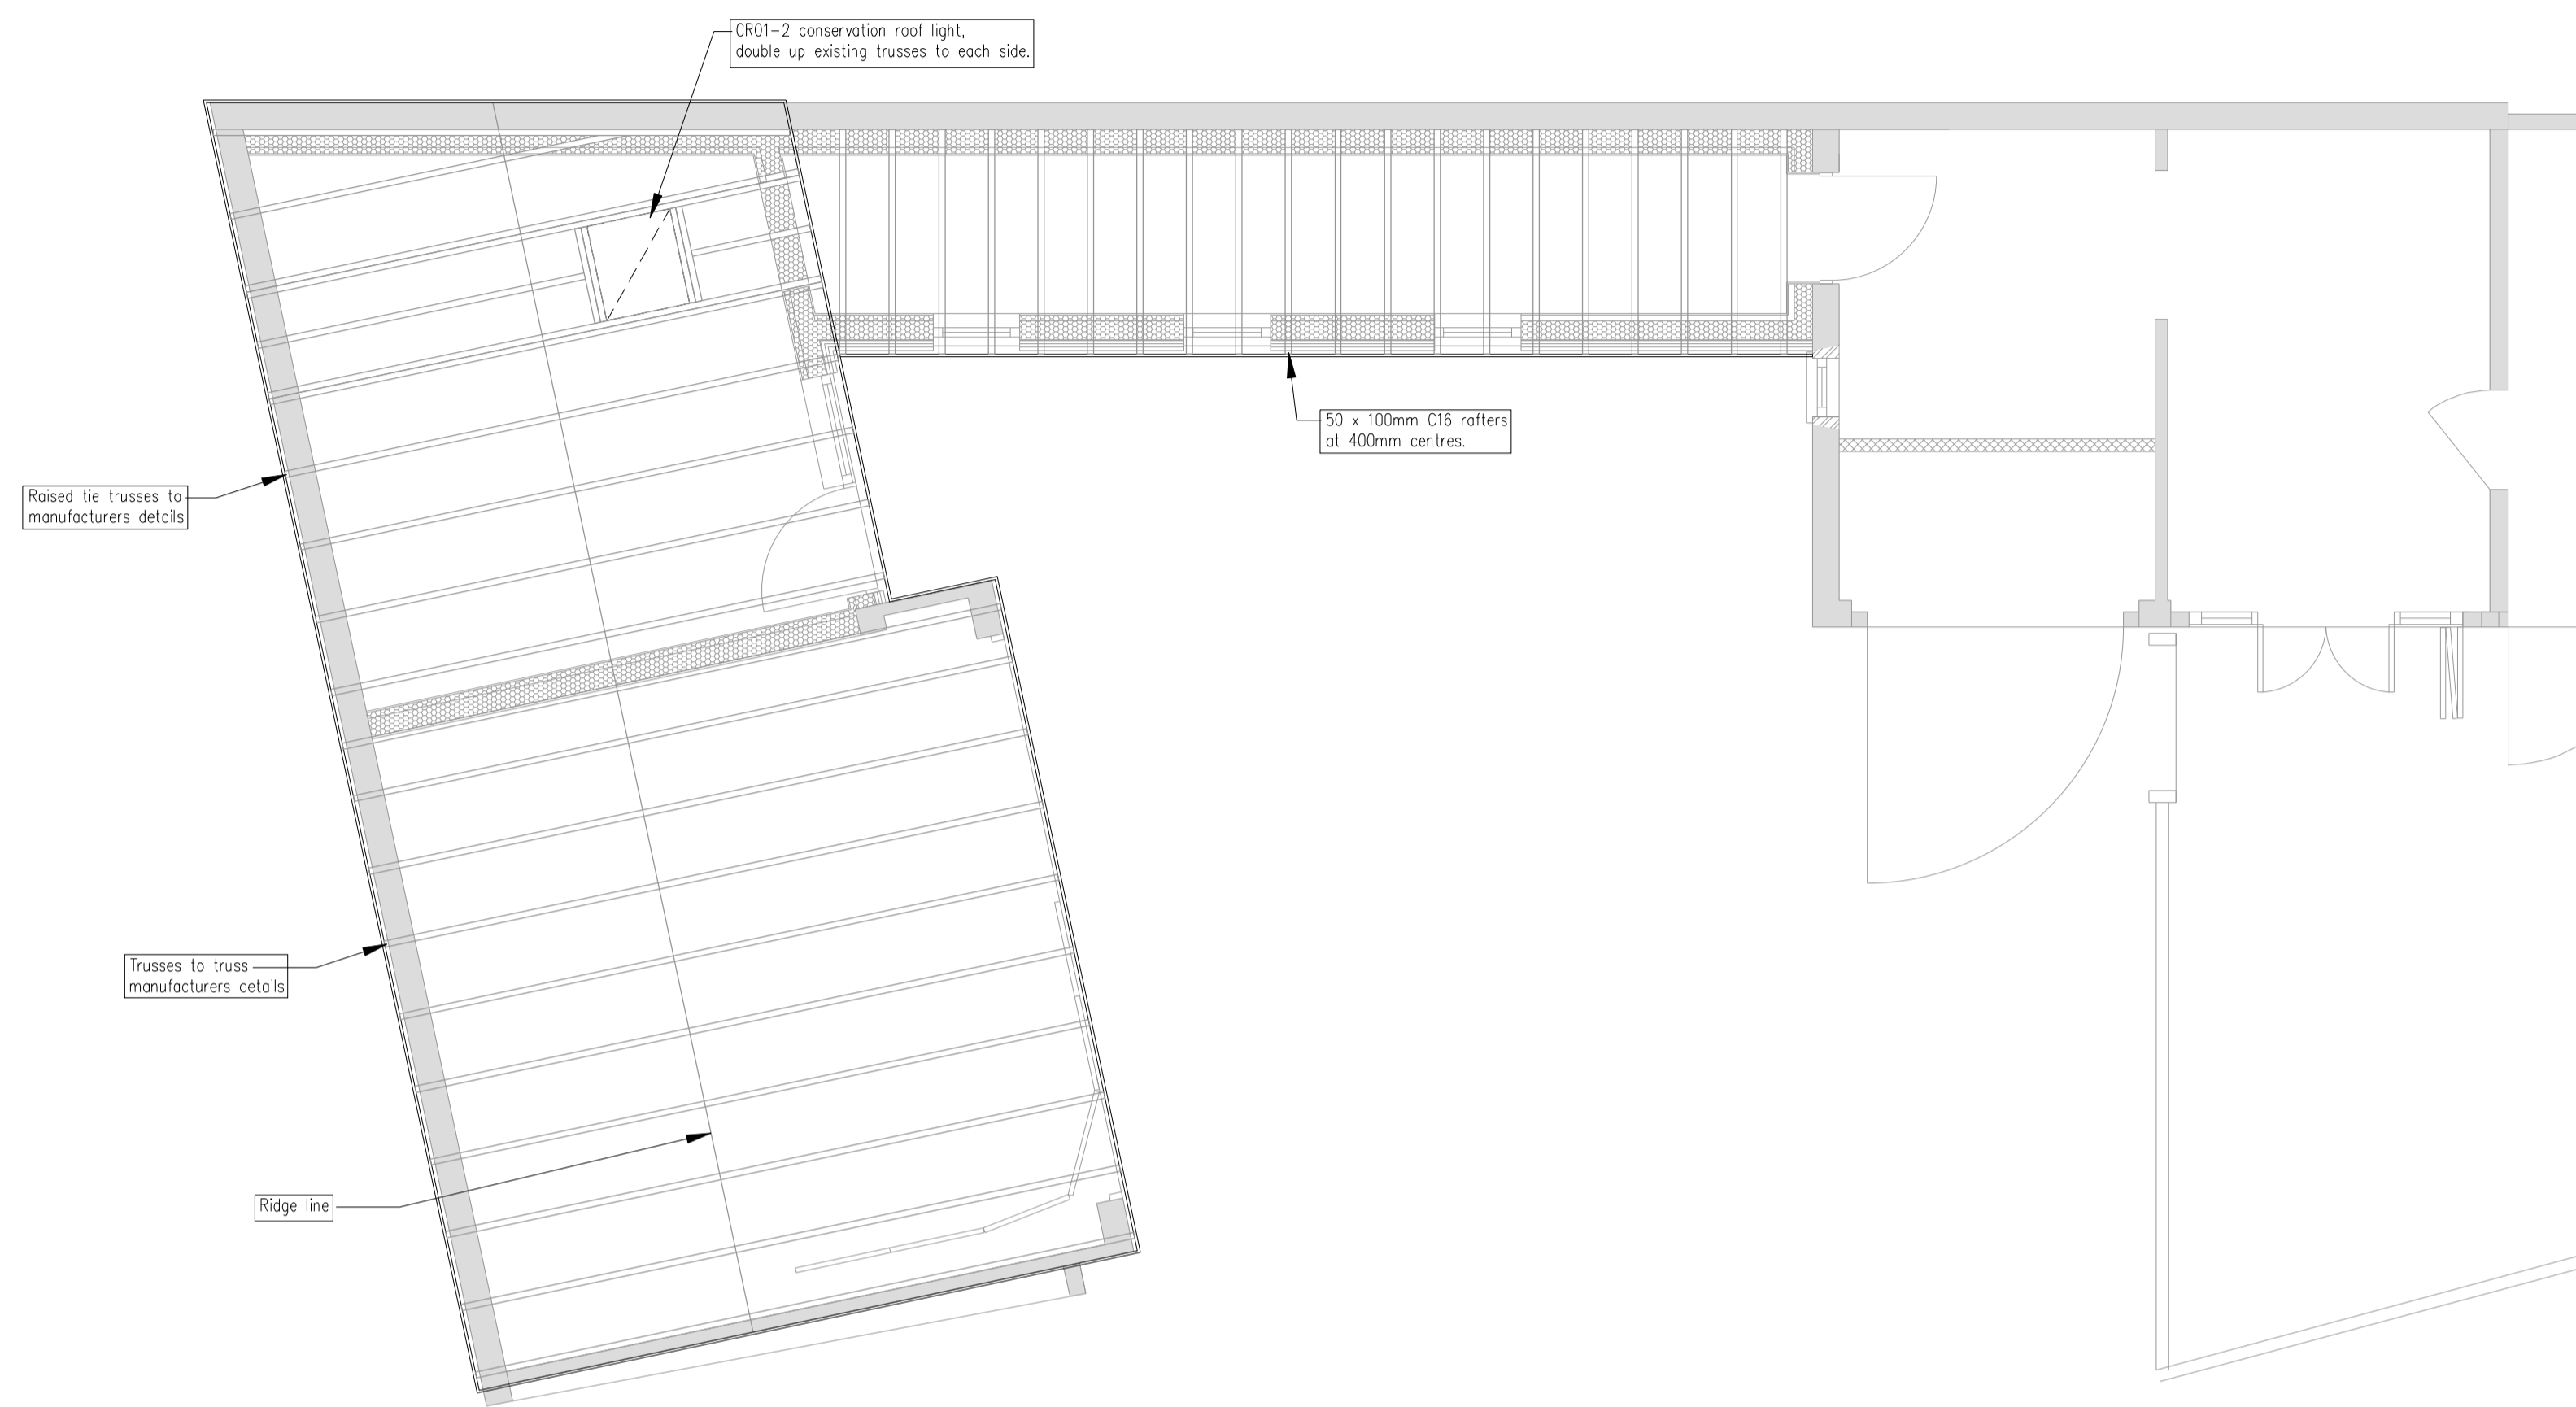 CR01-2 conservation roof light,
double up existing trusses to each side.
50 x 100mm C16 rafters
at 400mm centres.
Raised tie trusses to
manufacturers details
Trusses to truss
manufacturers details
Ridge line